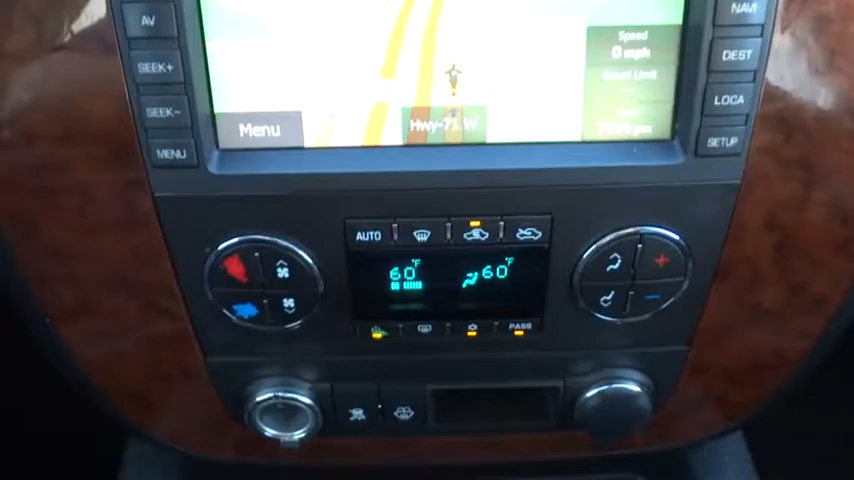 AV
SEEK+
SEEK-
MENU
NAVI
DEST
LOCA
SETUP
Speed
0 mph
Speed Limit
Menu
Hwy-71 W
AUTO
60°F
60°F
PASS